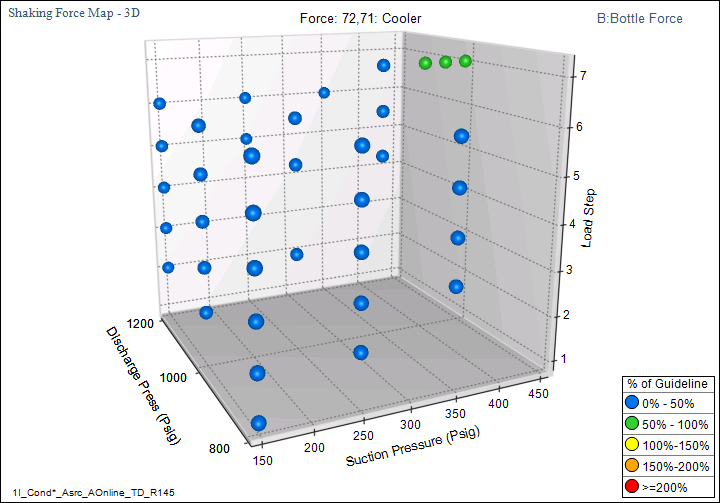 Shaking Force Map - 3D
Force: 72,71: Cooler
B:Bottle Force
7
6
5
4
3
2
1
Load Step
1200
1000
800
Discharge Press (Psig)
150
200
250
300
350
400
450
Suction Pressure (Psig)
% of Guideline
0% - 50%
50% - 100%
100%-150%
150%-200%
>=200%
1I_Cond*_Asrc_AOnline_TD_R145